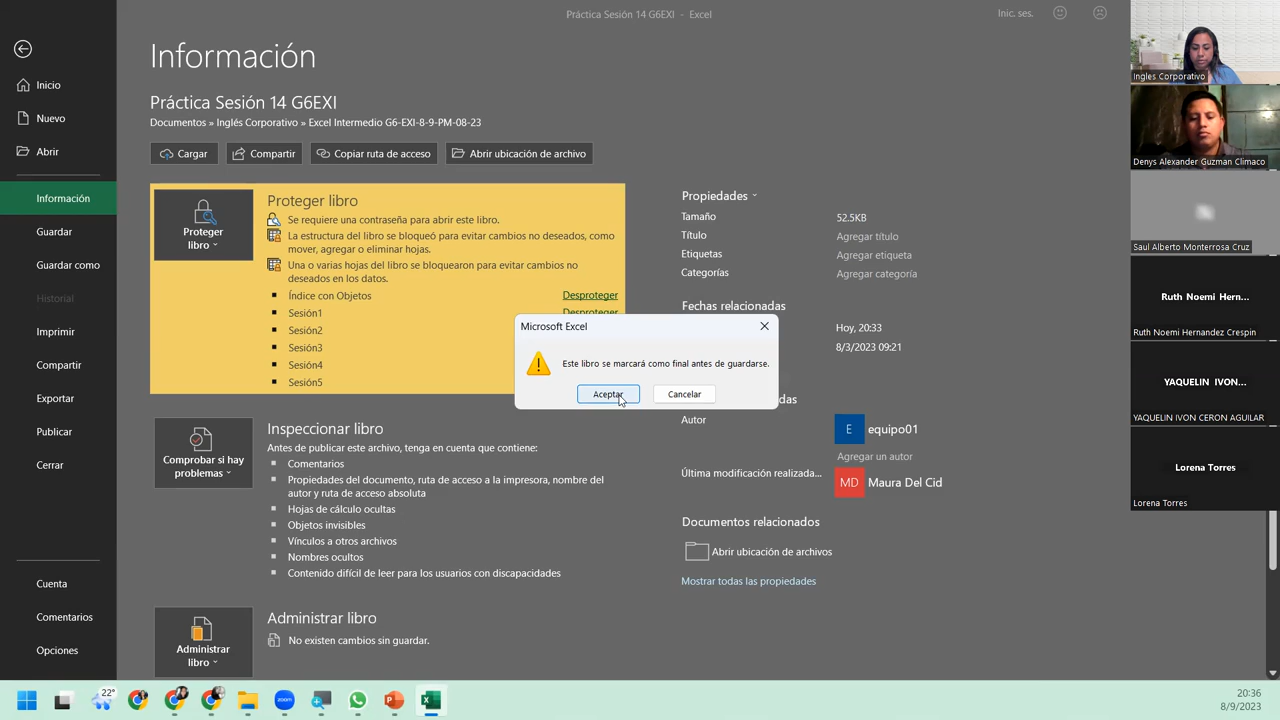 Práctica Sesión 14 G6EXI - Excel
Inic. ses.
Inicio
Nuevo
Abrir
Información
Guardar
Guardar como
Historial
Imprimir
Compartir
Exportar
Publicar
Cerrar
Cuenta
Comentarios
Opciones
Información
Práctica Sesión 14 G6EXI
Documentos » Inglés Corporativo » Excel Intermedio G6-EXI-8-9-PM-08-23
Cargar
Compartir
Copiar ruta de acceso
Abrir ubicación de archivo
Proteger
libro
Proteger libro
Se requiere una contraseña para abrir este libro.
La estructura del libro se bloqueó para evitar cambios no deseados, como
mover, agregar o eliminar hojas.
Una o varias hojas del libro se bloquearon para evitar cambios no
deseados en los datos.
Índice con Objetos Desproteger
Sesión1 Desproteger
Sesión2
Sesión3
Sesión4
Sesión5
Microsoft Excel
Este libro se marcará como final antes de guardarse.
Aceptar
Cancelar
Comprobar si hay
problemas
Inspeccionar libro
Antes de publicar este archivo, tenga en cuenta que contiene:
Comentarios
Propiedades del documento, ruta de acceso a la impresora, nombre del
autor y ruta de acceso absoluta
Hojas de cálculo ocultas
Objetos invisibles
Vínculos a otros archivos
Nombres ocultos
Contenido difícil de leer para los usuarios con discapacidades
Administrar
libro
Administrar libro
No existen cambios sin guardar.
Propiedades
Tamaño 52.5KB
Título Agregar título
Etiquetas Agregar etiqueta
Categorías Agregar categoría
Fechas relacionadas
Hoy, 20:33
8/3/2023 09:21
Autor
E equipo01
Agregar un autor
Última modificación realizada...
MD Maura Del Cid
Documentos relacionados
Abrir ubicación de archivos
Mostrar todas las propiedades
Ingles Corporativo
Denys Alexander Guzman Climaco
Saul Alberto Monterrosa Cruz
Ruth Noemi Hern...
Ruth Noemi Hernandez Crespin
YAQUELIN IVON...
YAQUELIN IVON CERON AGUILAR
Lorena Torres
Lorena Torres
22°
zoom
20:36
8/9/2023